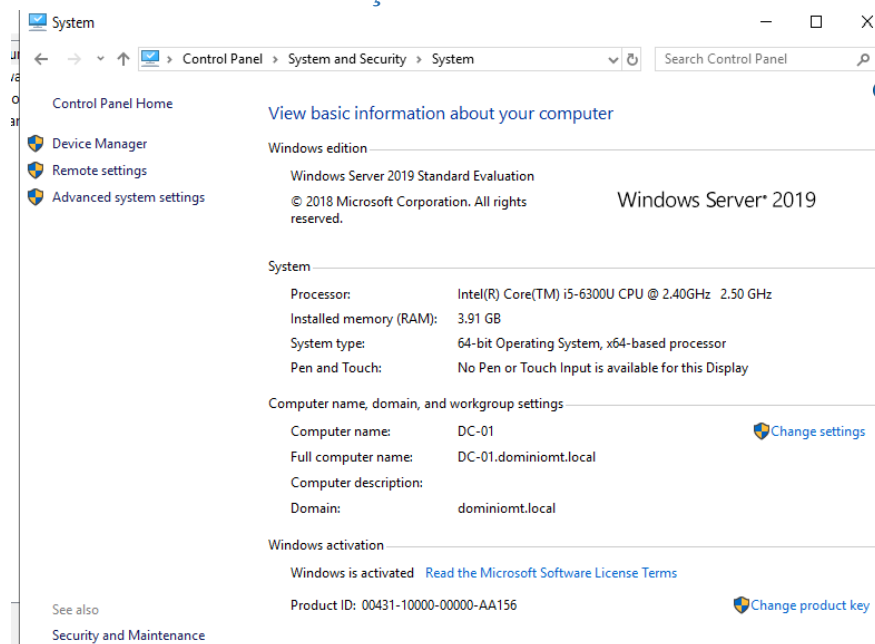 System
Control Panel > System and Security > System
Search Control Panel
Control Panel Home
Device Manager
Remote settings
Advanced system settings
View basic information about your computer
Windows edition
Windows Server 2019 Standard Evaluation
© 2018 Microsoft Corporation. All rights
reserved.
Windows Server® 2019
System
Processor: Intel(R) Core(TM) i5-6300U CPU @ 2.40GHz 2.50 GHz
Installed memory (RAM): 3.91 GB
System type: 64-bit Operating System, x64-based processor
Pen and Touch: No Pen or Touch Input is available for this Display
Computer name, domain, and workgroup settings
Computer name: DC-01 Change settings
Full computer name: DC-01.dominiomt.local
Computer description:
Domain: dominiomt.local
Windows activation
Windows is activated Read the Microsoft Software License Terms
Product ID: 00431-10000-00000-AA156 Change product key
See also
Security and Maintenance